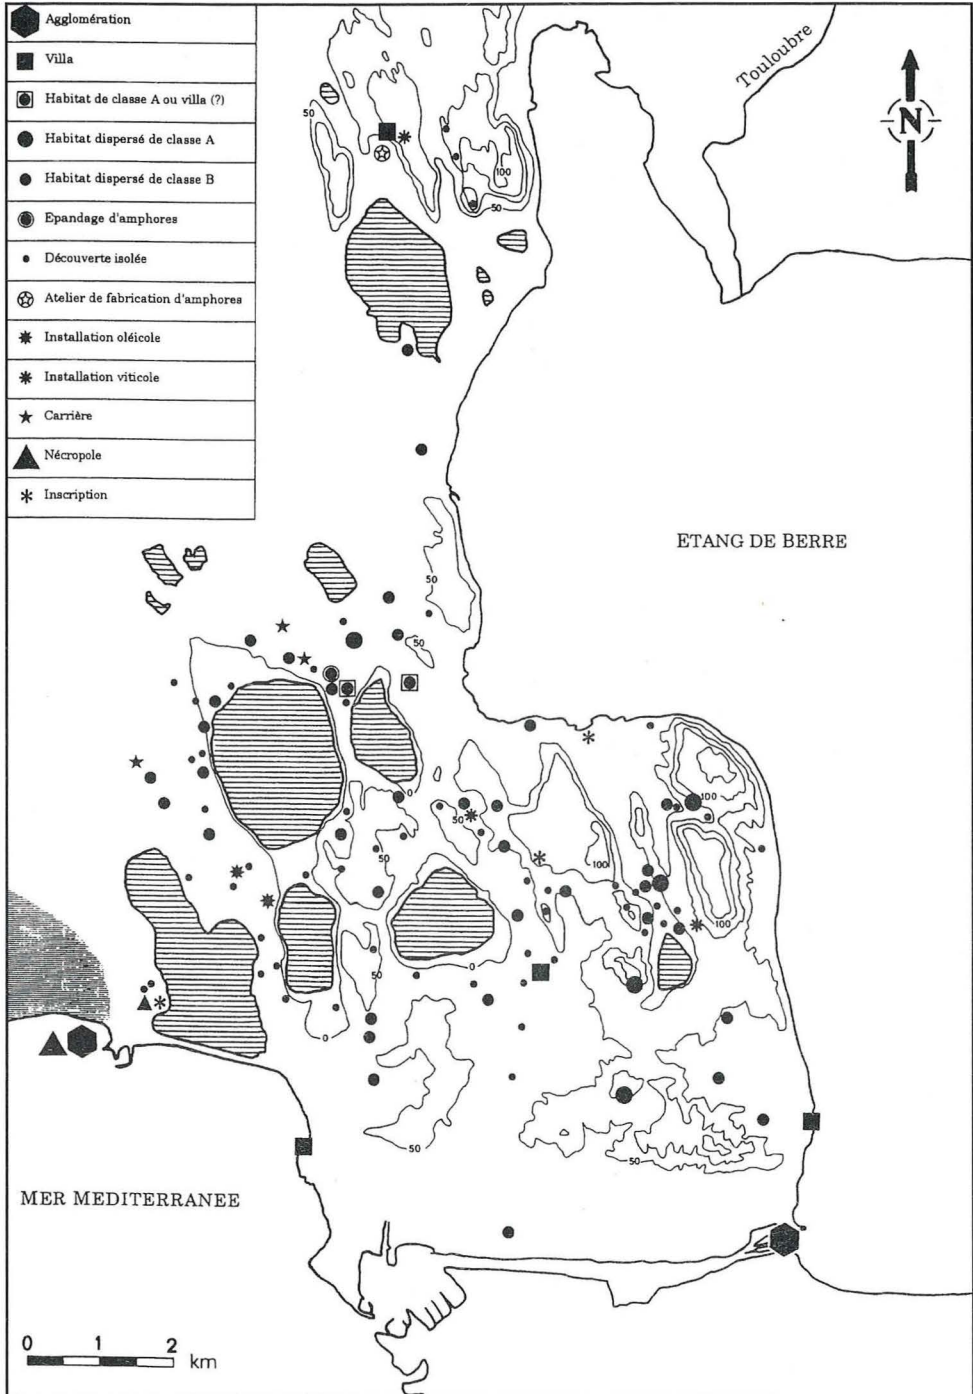 Agglomération
Villa
Habitat de classe A ou villa (?)
Habitat dispersé de classe A
Habitat dispersé de classe B
Epandage d'amphores
Découverte isolée
Atelier de fabrication d'amphores
Installation oléicole
Installation viticole
Carrière
Nécropole
Inscription
Touloubre
N
50
100
50
ETANG DE BERRE
50
50
0
100
50
100
50
100
50
0
0
50
50
MER MEDITERRANEE
0 1 2
km